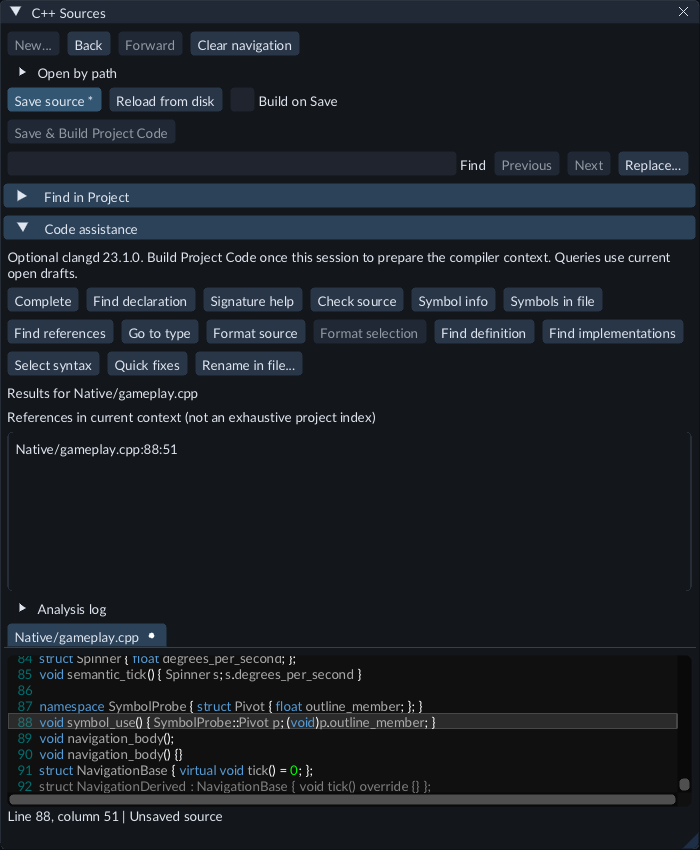 C++ Sources
New... Back Forward Clear navigation
Open by path
Save source * Reload from disk Build on Save
Save & Build Project Code
Find Previous Next Replace...
Find in Project
Code assistance
Optional clangd 23.1.0. Build Project Code once this session to prepare the compiler context. Queries use current
open drafts.
Complete Find declaration Signature help Check source Symbol info Symbols in file
Find references Go to type Format source Format selection Find definition Find implementations
Select syntax Quick fixes Rename in file...
Results for Native/gameplay.cpp
References in current context (not an exhaustive project index)
Native/gameplay.cpp:88:51
Analysis log
Native/gameplay.cpp
84 struct Spinner { float degrees_per_second; };
85 void semantic_tick() { Spinner s; s.degrees_per_second }
86
87 namespace SymbolProbe { struct Pivot { float outline_member; }; }
88 void symbol_use() { SymbolProbe::Pivot p; (void)p.outline_member; }
89 void navigation_body();
90 void navigation_body() {}
91 struct NavigationBase { virtual void tick() = 0; };
92 struct NavigationDerived : NavigationBase { void tick() override {} };
Line 88, column 51 | Unsaved source